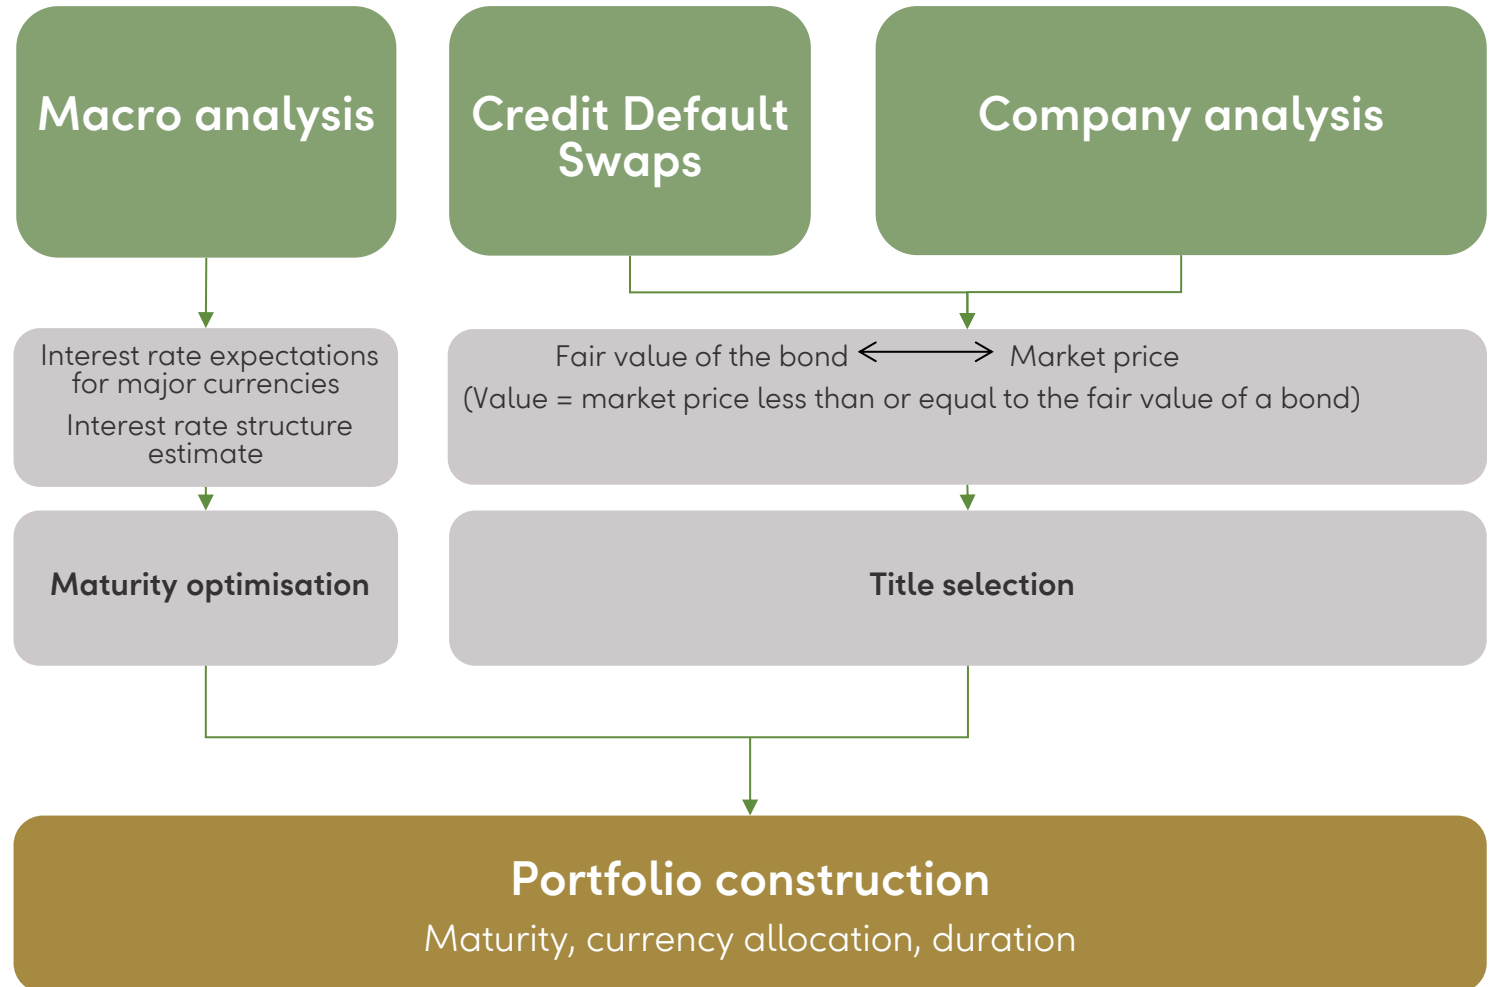 Macro analysis
Credit Default
Swaps
Company analysis
Interest rate expectations
for major currencies
Interest rate structure
estimate
Fair value of the bond
Market price
(Value = market price less than or equal to the fair value of a bond)
Maturity optimisation
Title selection
Portfolio construction
Maturity, currency allocation, duration